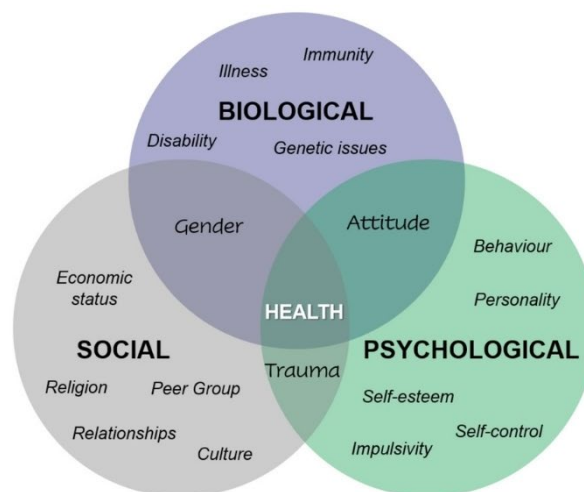 Immunity
Illness
BIOLOGICAL
Disability
Genetic issues
Gender
Attitude
Behaviour
Economic
status
Personality
HEALTH
SOCIAL
PSYCHOLOGICAL
Trauma
Religion
Peer Group
Self-esteem
Relationships
Self-control
Impulsivity
Culture